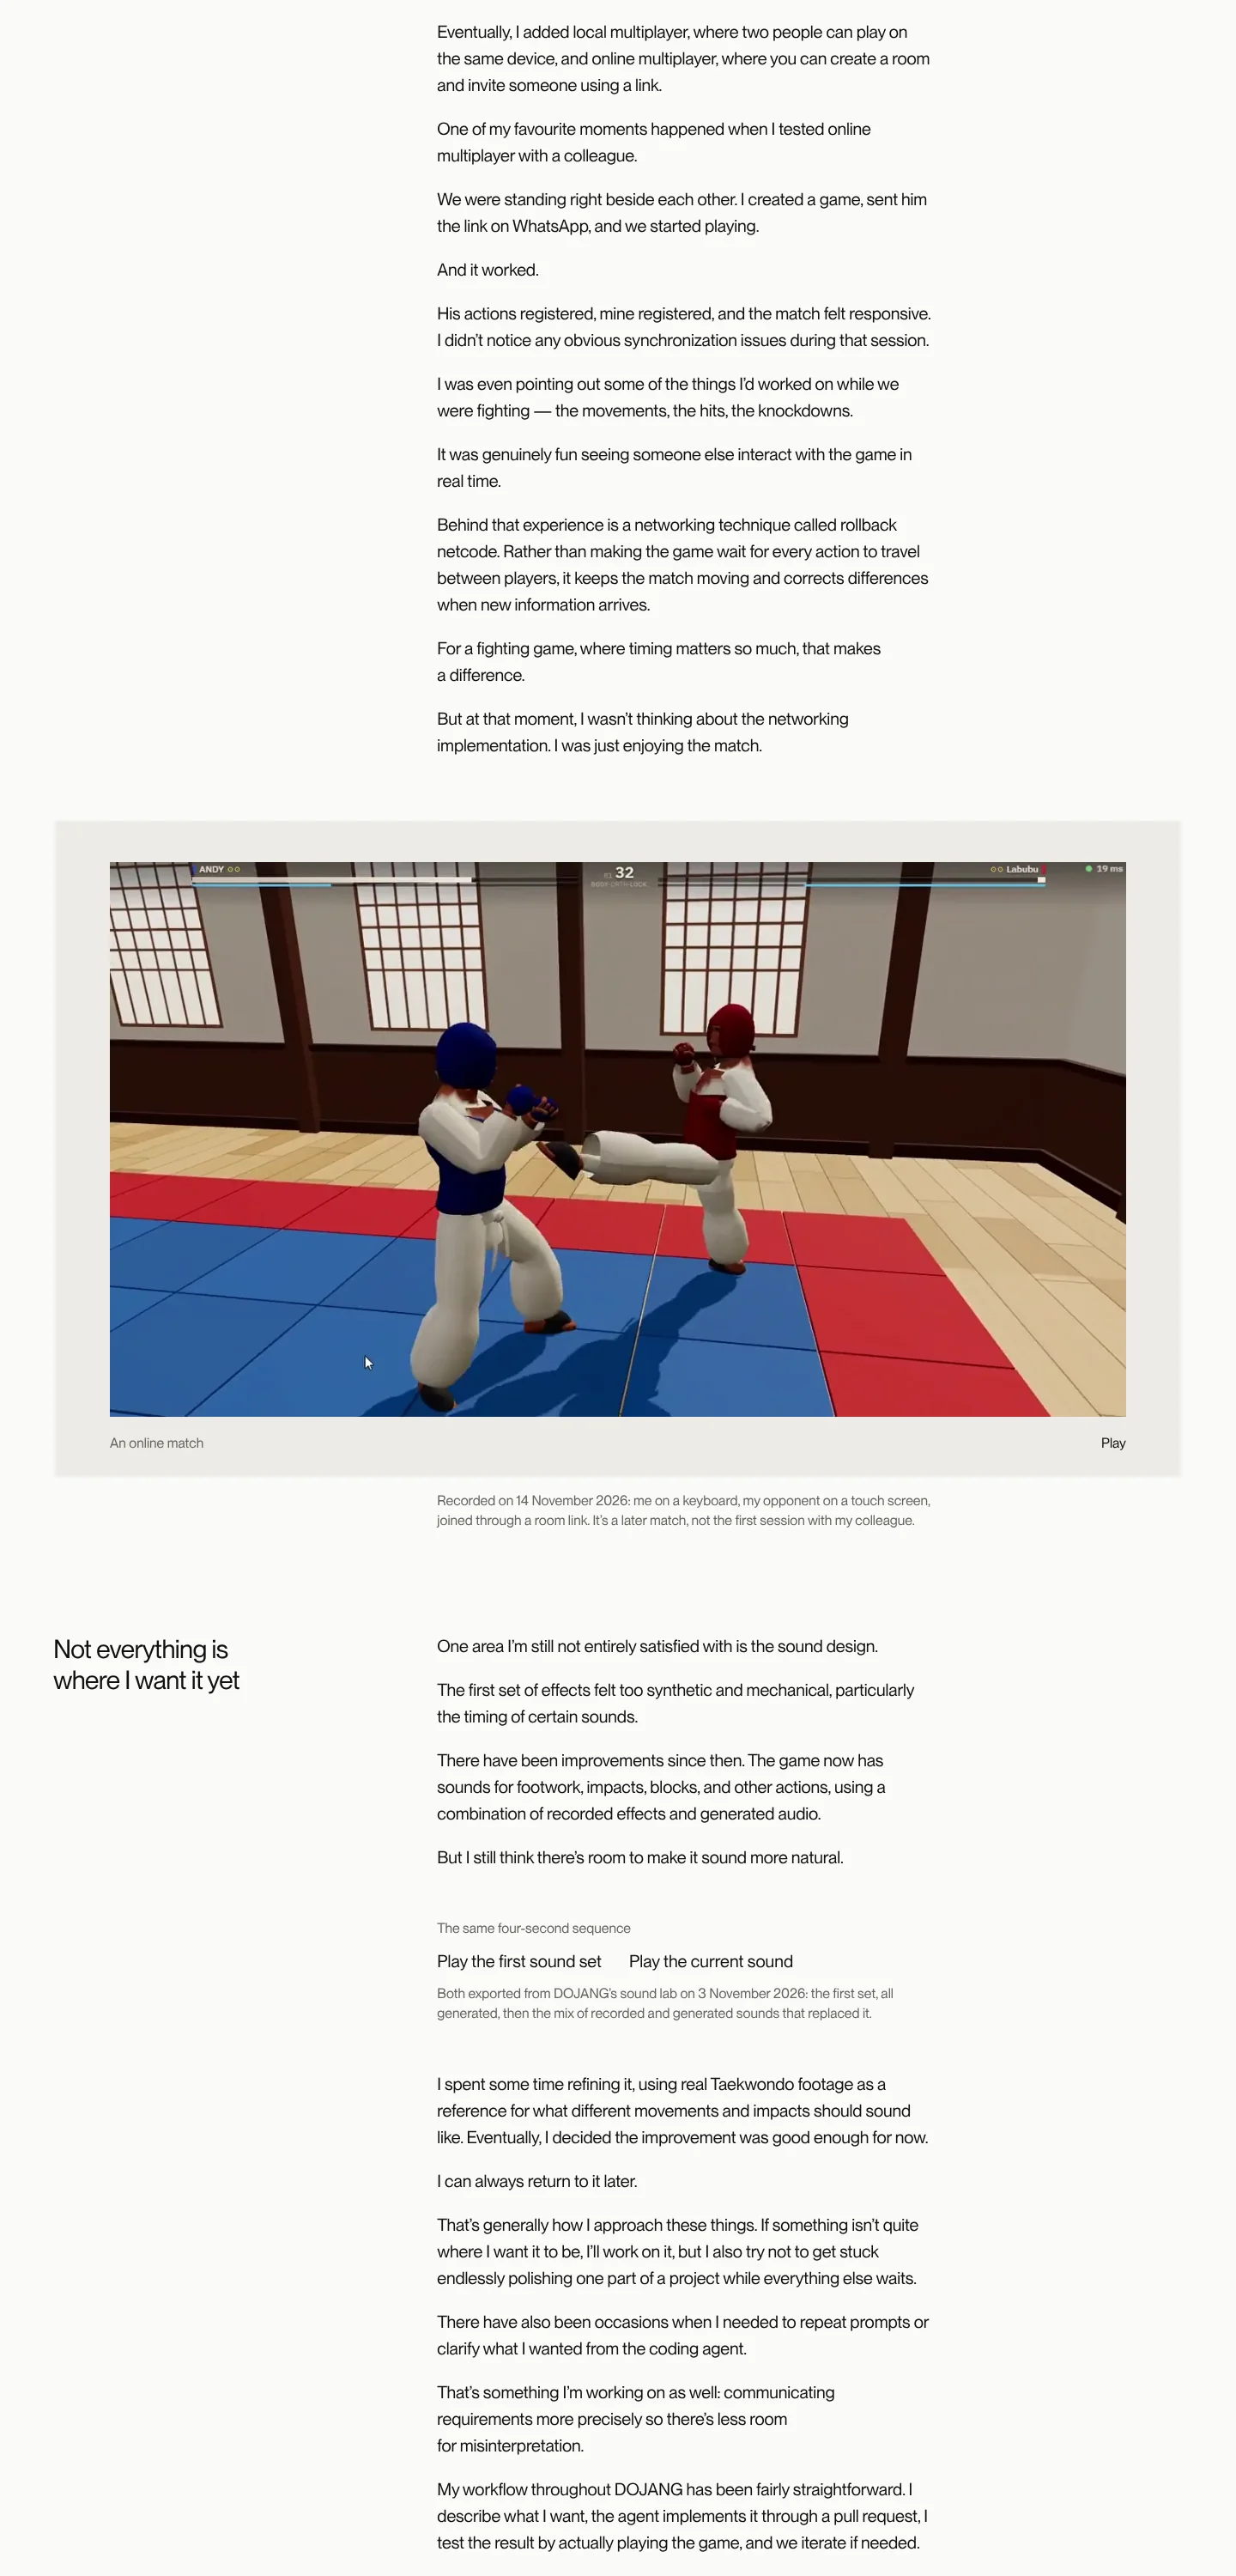 Eventually, I added local multiplayer, where two people can play on
the same device, and online multiplayer, where you can create a room
and invite someone using a link.
One of my favourite moments happened when I tested online
multiplayer with a colleague.
We were standing right beside each other. I created a game, sent him
the link on WhatsApp, and we started playing.
And it worked.
His actions registered, mine registered, and the match felt responsive.
I didn’t notice any obvious synchronization issues during that session.
I was even pointing out some of the things I’d worked on while we
were fighting — the movements, the hits, the knockdowns.
It was genuinely fun seeing someone else interact with the game in
real time.
Behind that experience is a networking technique called rollback
netcode. Rather than making the game wait for every action to travel
between players, it keeps the match moving and corrects differences
when new information arrives.
For a fighting game, where timing matters so much, that makes
a difference.
But at that moment, I wasn’t thinking about the networking
implementation. I was just enjoying the match.
ANDY
R1 32
Labubu
19 ms
An online match
Play
Recorded on 14 November 2026: me on a keyboard, my opponent on a touch screen,
joined through a room link. It’s a later match, not the first session with my colleague.
Not everything is
where I want it yet
One area I’m still not entirely satisfied with is the sound design.
The first set of effects felt too synthetic and mechanical, particularly
the timing of certain sounds.
There have been improvements since then. The game now has
sounds for footwork, impacts, blocks, and other actions, using a
combination of recorded effects and generated audio.
But I still think there’s room to make it sound more natural.
The same four-second sequence
Play the first sound set
Play the current sound
Both exported from DOJANG’s sound lab on 3 November 2026: the first set, all
generated, then the mix of recorded and generated sounds that replaced it.
I spent some time refining it, using real Taekwondo footage as a
reference for what different movements and impacts should sound
like. Eventually, I decided the improvement was good enough for now.
I can always return to it later.
That’s generally how I approach these things. If something isn’t quite
where I want it to be, I’ll work on it, but I also try not to get stuck
endlessly polishing one part of a project while everything else waits.
There have also been occasions when I needed to repeat prompts or
clarify what I wanted from the coding agent.
That’s something I’m working on as well: communicating
requirements more precisely so there’s less room
for misinterpretation.
My workflow throughout DOJANG has been fairly straightforward. I
describe what I want, the agent implements it through a pull request, I
test the result by actually playing the game, and we iterate if needed.